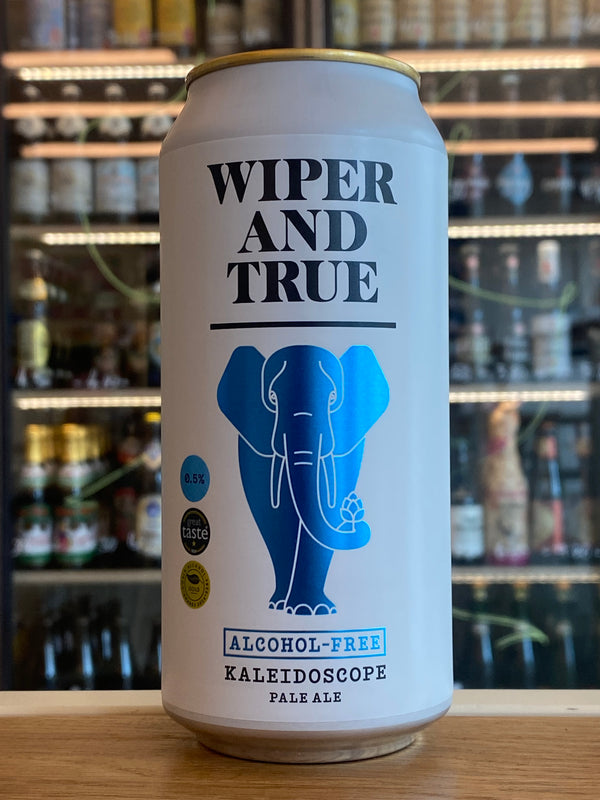 WIPER
AND
TRUE
0.5%
great
taste
ALCOHOL-FREE
KALEIDOSCOPE
PALE ALE